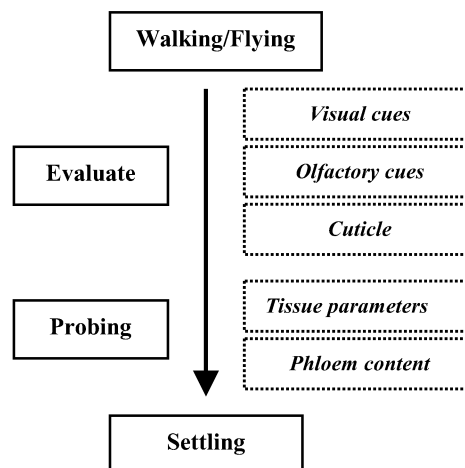 Walking/Flying
Visual cues
Evaluate
Olfactory cues
Cuticle
Tissue parameters
Probing
Phloem content
Settling